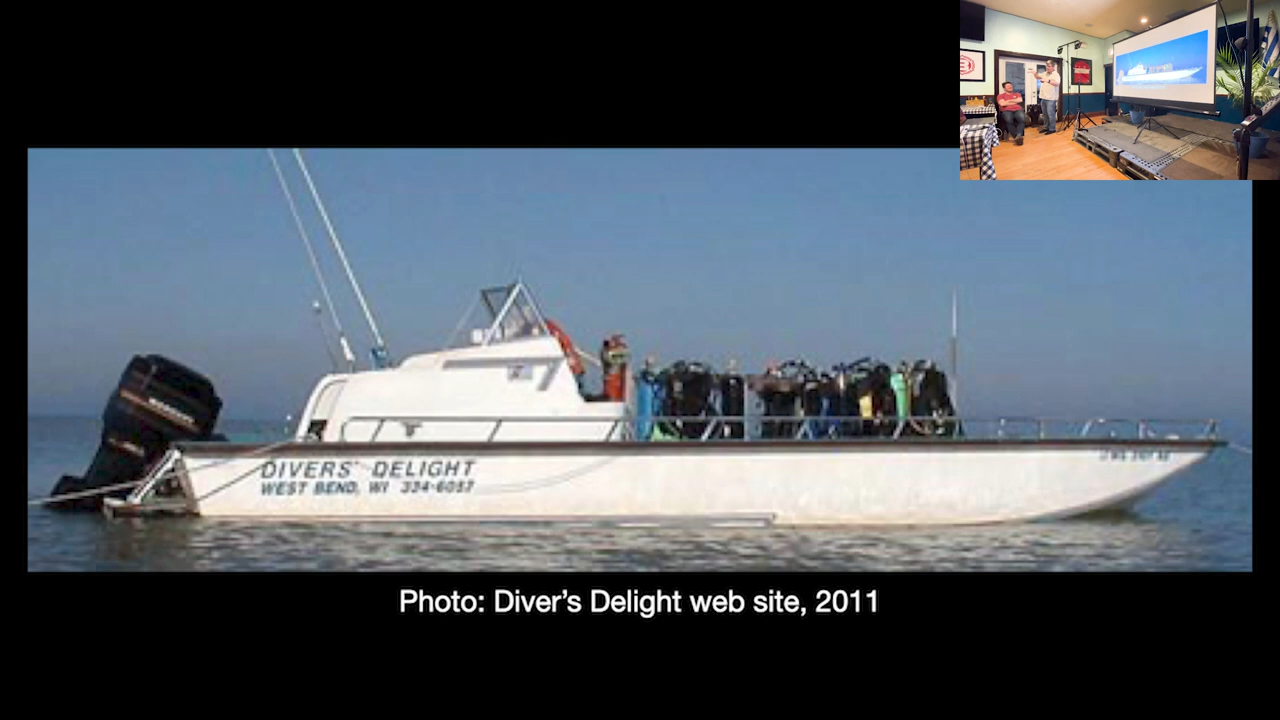 DIVERS' DELIGHT
WEST BEND, WI 334-6057
Photo: Diver's Delight web site, 2011